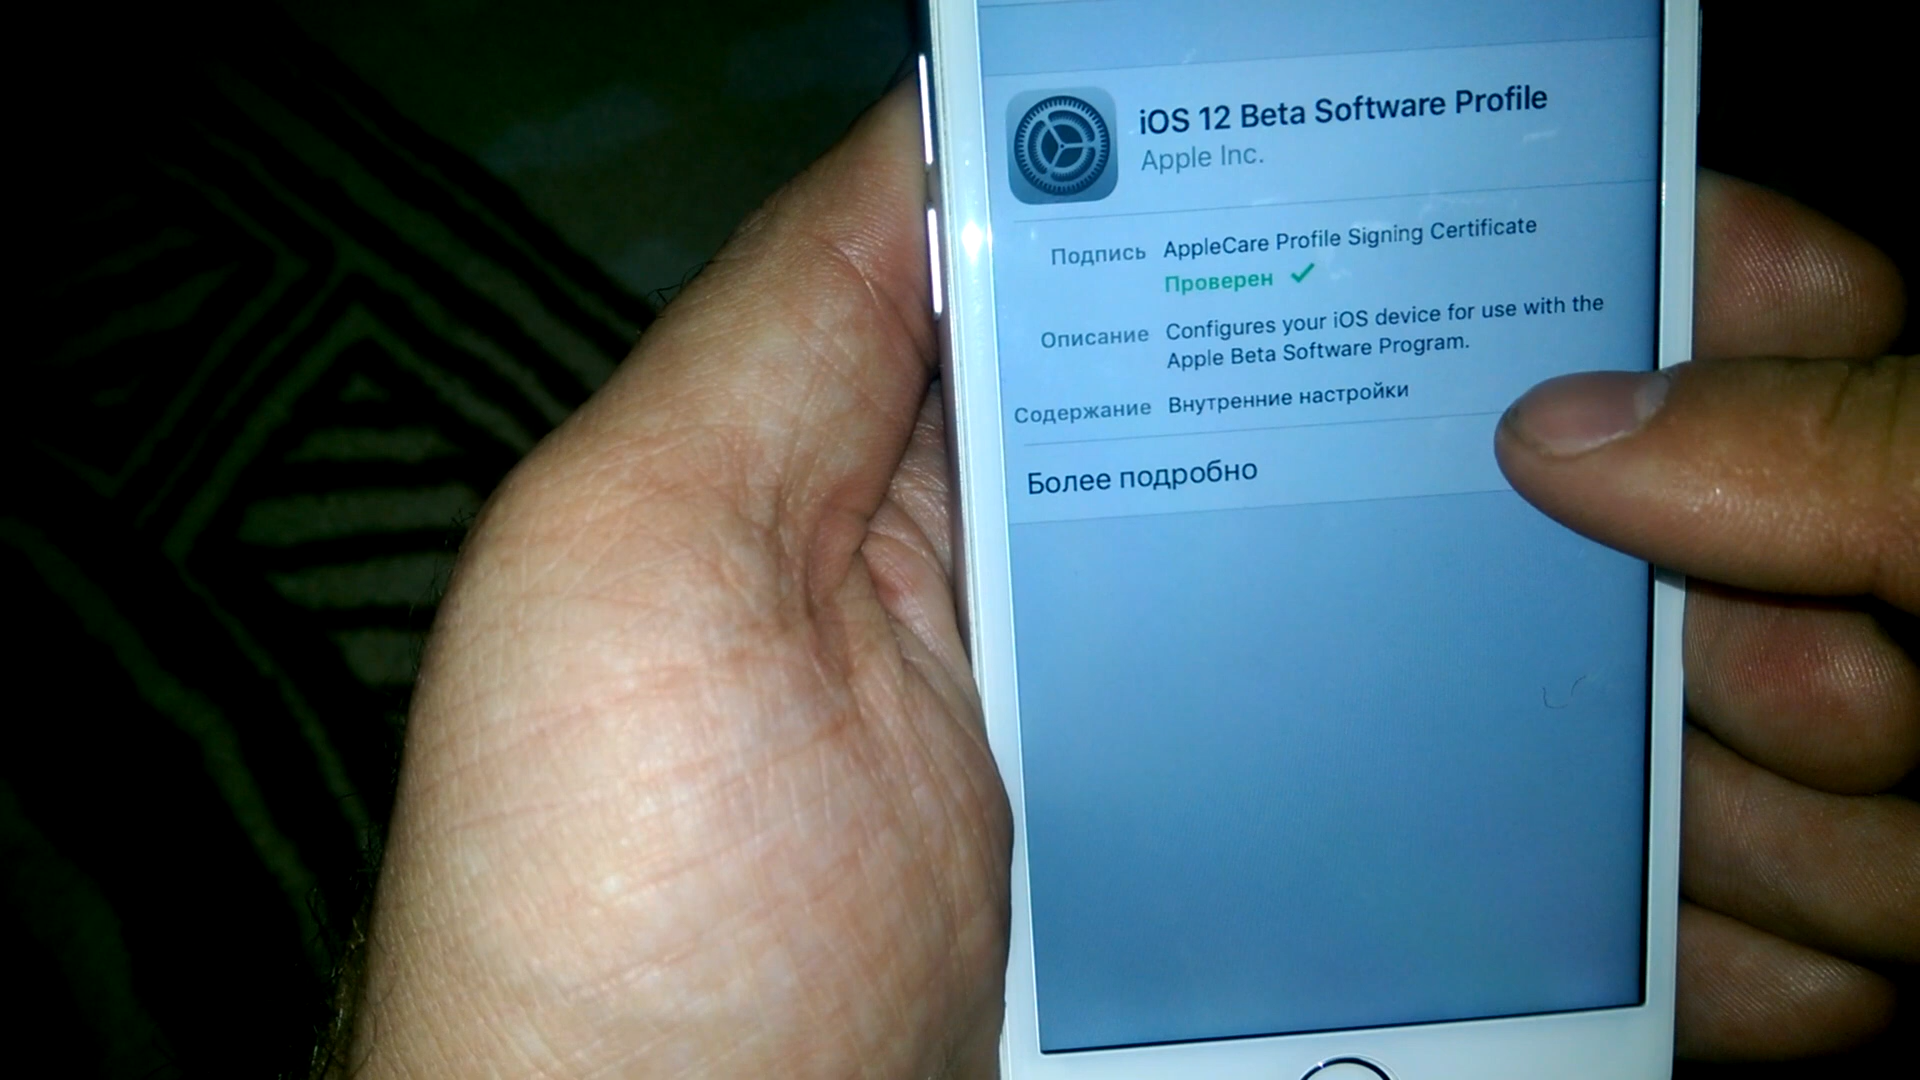 iOS 12 Beta Software Profile
Apple Inc.
Подпись AppleCare Profile Signing Certificate
Проверен ✓
Описание Configures your iOS device for use with the
Apple Beta Software Program.
Содержание Внутренние настройки
Более подробно